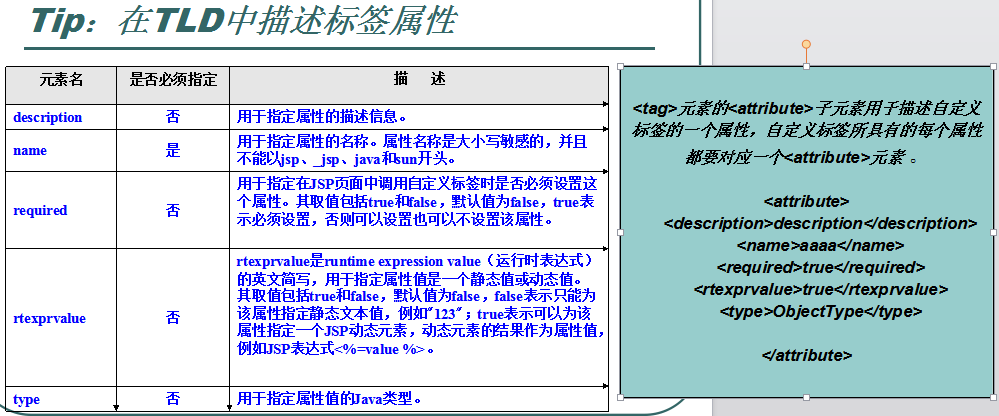 Tip：在TLD中描述标签属性
元素名 是否必须指定 描 述
description 否 用于指定属性的描述信息。
name 是 用于指定属性的名称。属性名称是大小写敏感的，并且
不能以jsp、_jsp、java和sun开头。
required 否 用于指定在JSP页面中调用自定义标签时是否必须设置这
个属性。其取值包括true和false，默认值为false，true表
示必须设置，否则可以设置也可以不设置该属性。
rtexprvalue 否 rtexprvalue是runtime expression value（运行时表达式）
的英文简写，用于指定属性值是一个静态值或动态值。
其取值包括true和false，默认值为false，false表示只能为
该属性指定静态文本值，例如"123"；true表示可以为该
属性指定一个JSP动态元素，动态元素的结果作为属性值，
例如JSP表达式<%=value %>。
type 否 用于指定属性值的Java类型。
<tag>元素的<attribute>子元素用于描述自定义
标签的一个属性，自定义标签所具有的每个属性
都要对应一个<attribute>元素 。
<attribute>
<description>description</description>
<name>aaaa</name>
<required>true</required>
<rtexprvalue>true</rtexprvalue>
<type>ObjectType</type>
</attribute>